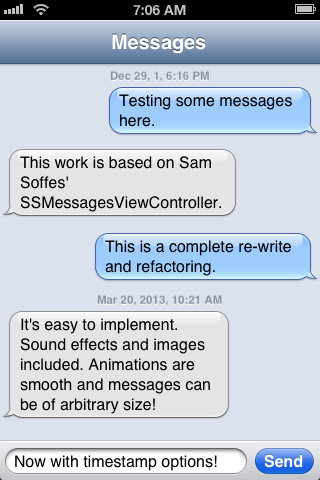 7:06 AM
Messages
Dec 29, 1, 6:16 PM
Testing some messages
here.
This work is based on Sam
Soffes'
SSMessagesViewController.
This is a complete re-write
and refactoring.
Mar 20, 2013, 10:21 AM
It's easy to implement.
Sound effects and images
included. Animations are
smooth and messages can
be of arbitrary size!
Now with timestamp options!
Send